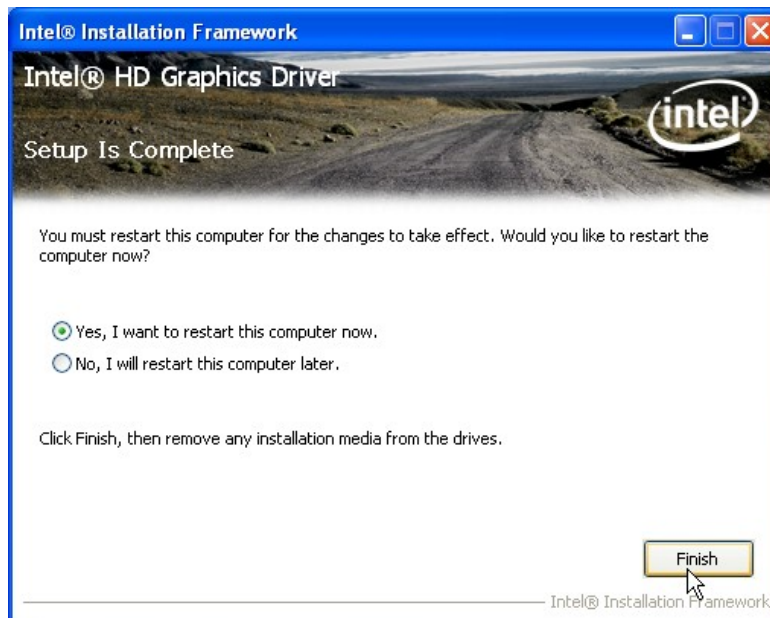 Intel® Installation Framework
Intel® HD Graphics Driver
intel
Setup Is Complete
You must restart this computer for the changes to take effect. Would you like to restart the
computer now?
Yes, I want to restart this computer now.
No, I will restart this computer later.
Click Finish, then remove any installation media from the drives.
Finish
Intel® Installation Framework